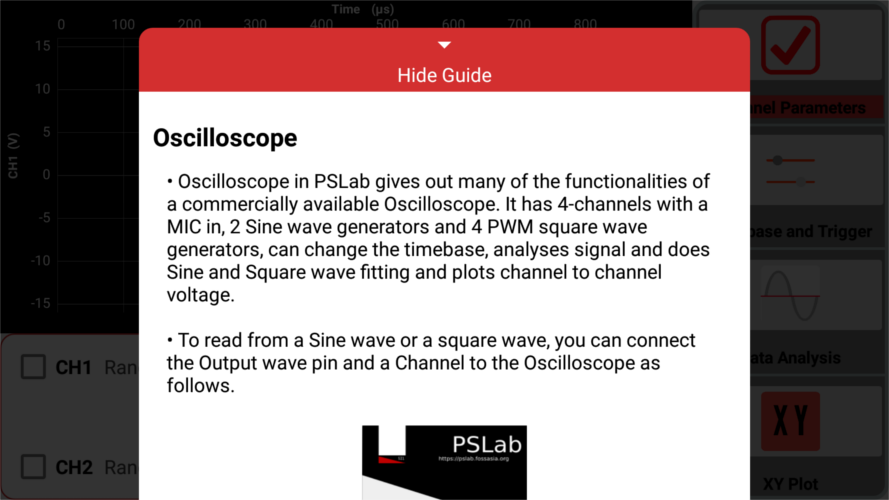 Time (µs)
0 100 200 300 400 500 600 700 800
15
10
5
0
-5
-10
-15
CH1 (V)
Hide Guide
Oscilloscope
• Oscilloscope in PSLab gives out many of the functionalities of
a commercially available Oscilloscope. It has 4-channels with a
MIC in, 2 Sine wave generators and 4 PWM square wave
generators, can change the timebase, analyses signal and does
Sine and Square wave fitting and plots channel to channel
voltage.
• To read from a Sine wave or a square wave, you can connect
the Output wave pin and a Channel to the Oscilloscope as
follows.
PSLab
https://pslab.fossasia.org
CH1 Ran
CH2 Ran
nel Parameters
base and Trigger
ata Analysis
XY
XY Plot